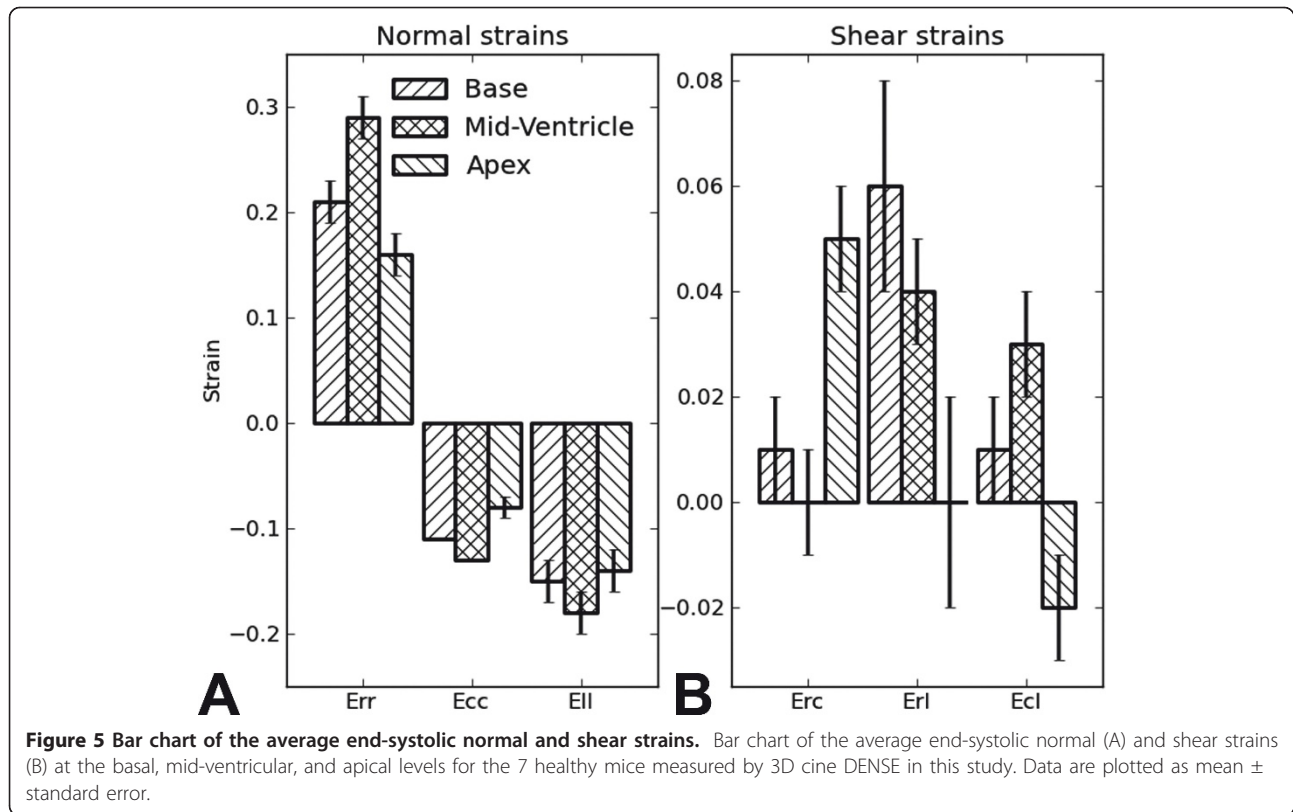 Normal strains
Shear strains
Base
Mid-Ventricle
Apex
Strain
0.3
0.2
0.1
0.0
−0.1
−0.2
Err
Ecc
Ell
A
0.08
0.06
0.04
0.02
0.00
−0.02
Erc
Erl
Ecl
B
Figure 5 Bar chart of the average end-systolic normal and shear strains. Bar chart of the average end-systolic normal (A) and shear strains
(B) at the basal, mid-ventricular, and apical levels for the 7 healthy mice measured by 3D cine DENSE in this study. Data are plotted as mean ±
standard error.